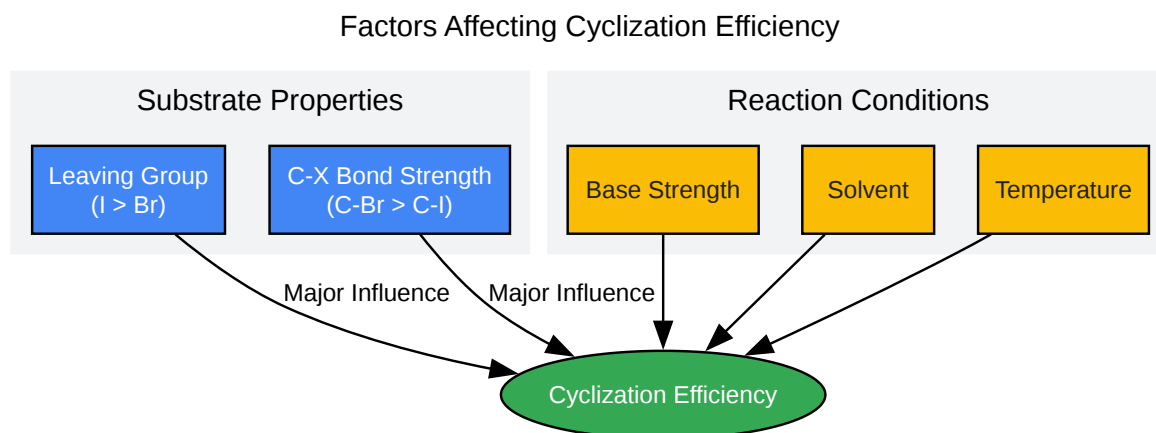 Factors Affecting Cyclization Efficiency
Substrate Properties
Reaction Conditions
Leaving Group
(I > Br)
C-X Bond Strength
(C-Br > C-I)
Base Strength
Solvent
Temperature
Major Influence
Major Influence
Cyclization Efficiency